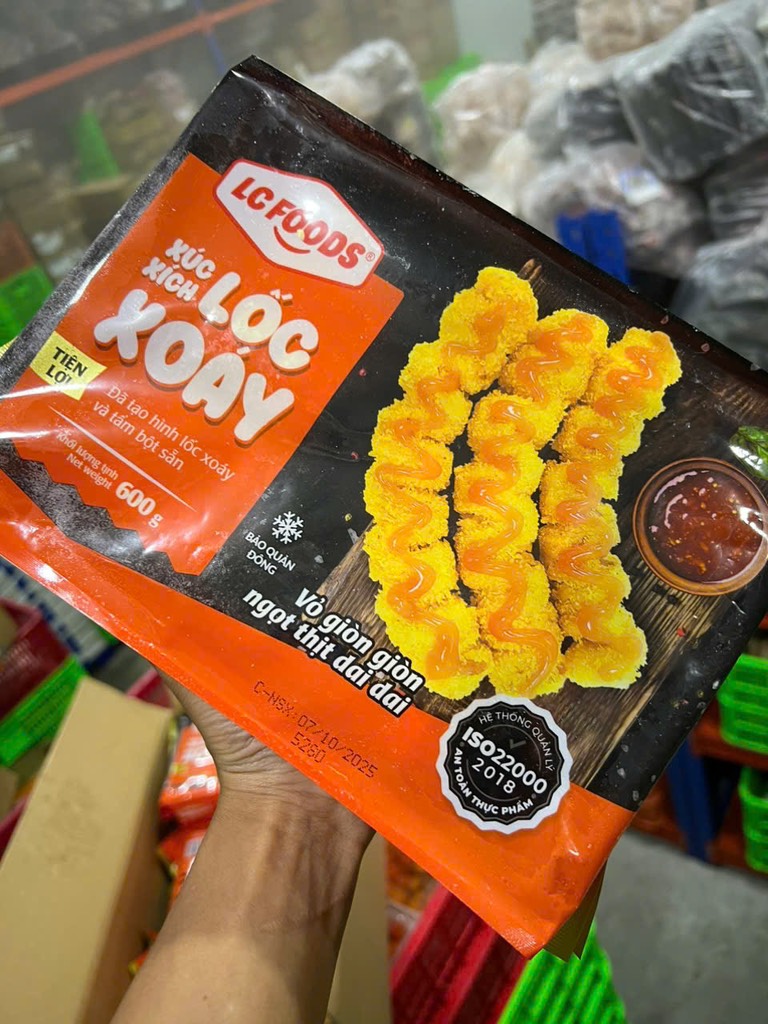 LC FOODS®
XÚC
XÍCH
LỐC
XOÁY
TIỆN
LỢI
Đã tạo hình lốc xoáy
và tẩm bột sẵn
Khối lượng tịnh
Net weight
600g
BẢO QUẢN
ĐÔNG
Vỏ giòn giòn
ngọt thịt dai dai
C-NSX:07/10/2025
5280
HỆ THỐNG QUẢN LÝ
ISO22000
2018
AN TOÀN THỰC PHẨM